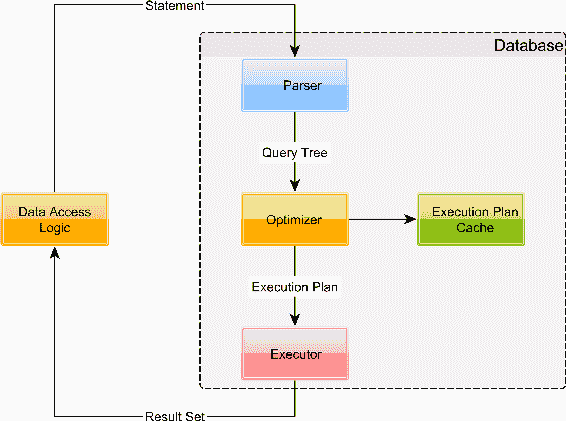 Statement
Database
Parser
Query Tree
Data Access
Logic
Optimizer
Execution Plan
Cache
Execution Plan
Executor
Result Set